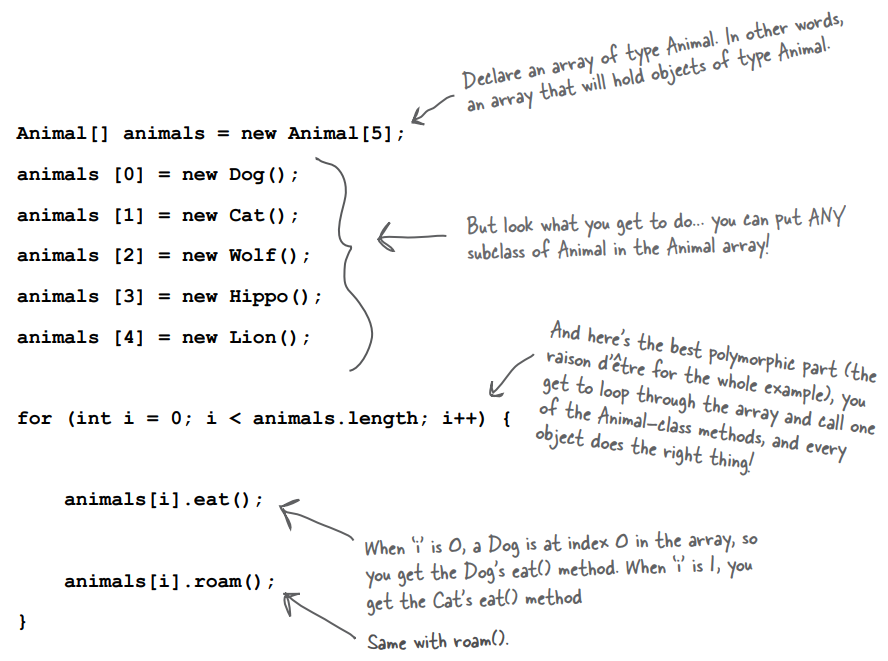 Declare an array of type Animal. In other words,
an array that will hold objects of type Animal.
Animal[] animals = new Animal[5];
animals [0] = new Dog();
animals [1] = new Cat();
animals [2] = new Wolf();
animals [3] = new Hippo();
animals [4] = new Lion();
But look what you get to do... you can put ANY
subclass of Animal in the Animal array!
And here's the best polymorphic part (the
raison d'être for the whole example), you
get to loop through the array and call one
of the Animal-class methods, and every
object does the right thing!
for (int i = 0; i < animals.length; i++) {
animals[i].eat();
When 'i' is 0, a Dog is at index 0 in the array, so
you get the Dog's eat() method. When 'i' is 1, you
get the Cat's eat() method
animals[i].roam();
Same with roam().
}